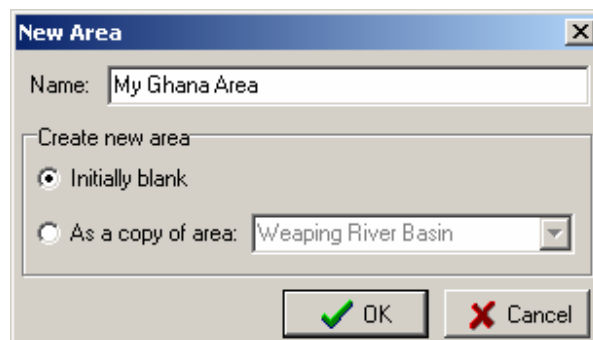 New Area
Name: My Ghana Area
Create new area
Initially blank
As a copy of area: Weaping River Basin
OK Cancel